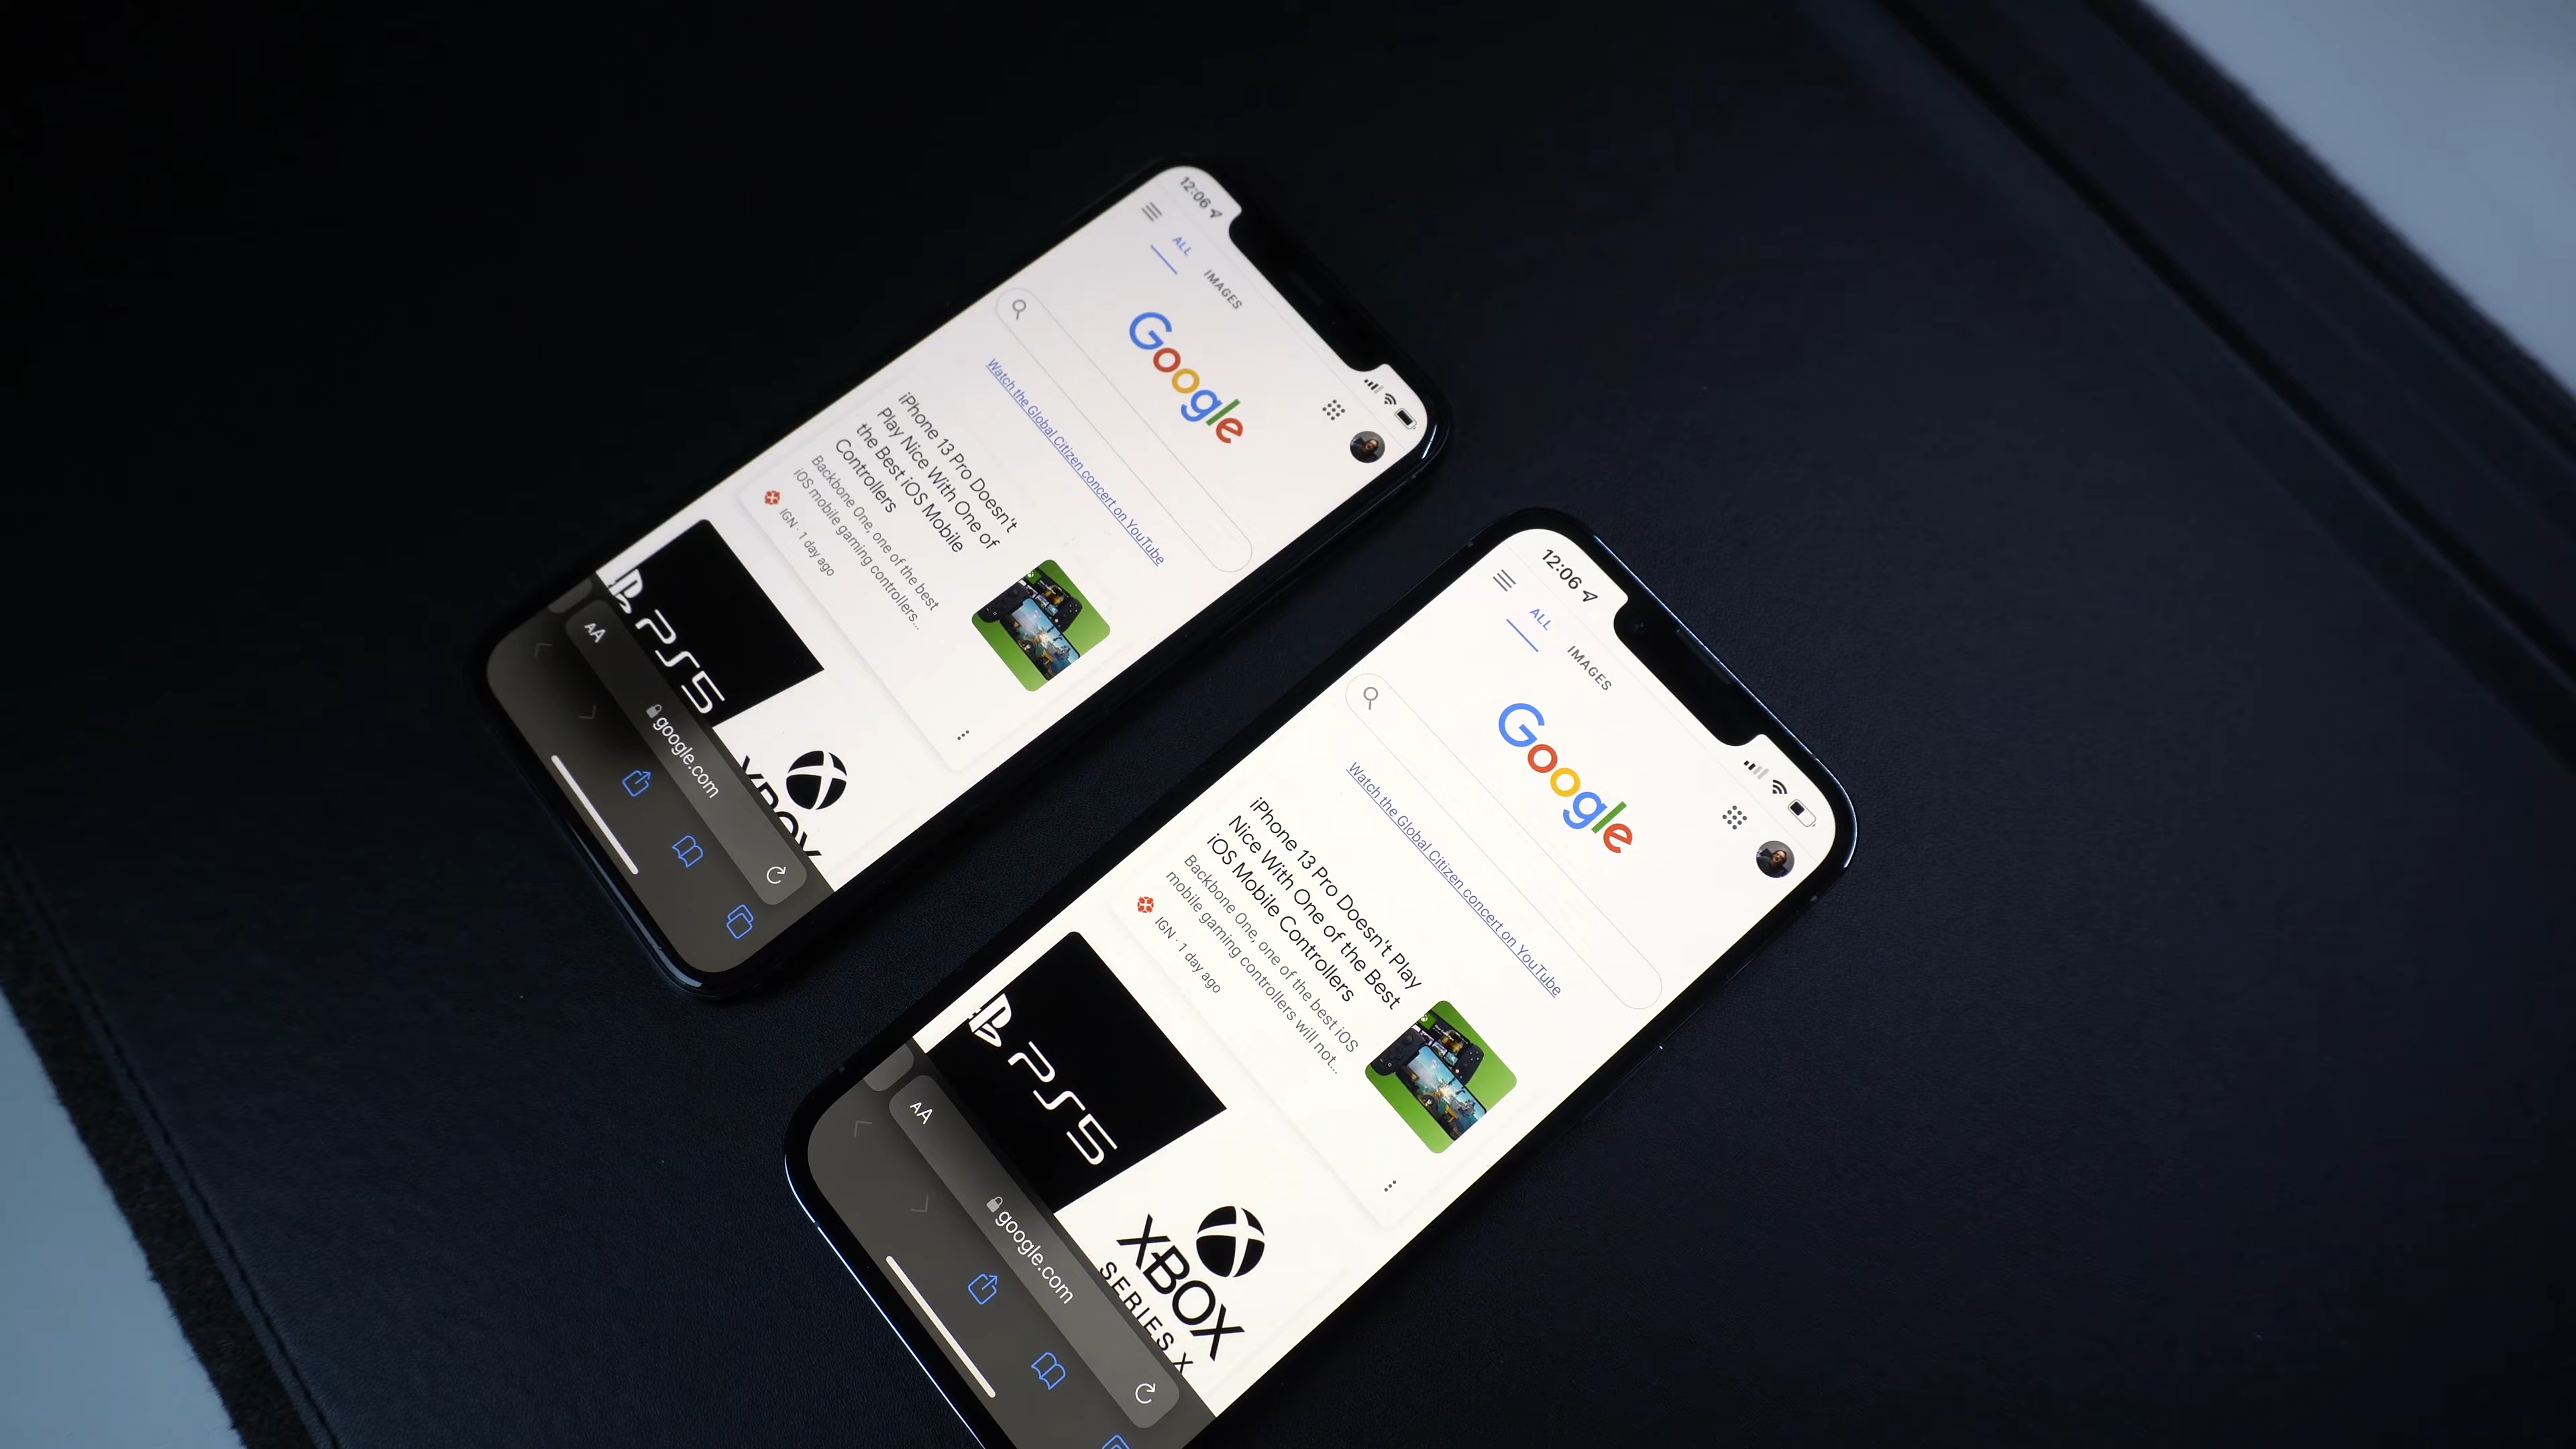 12:06
ALL
IMAGES
Google
Watch the Global Citizen concert on YouTube
iPhone 13 Pro Doesn't
Play Nice With One of
the Best iOS Mobile
Controllers
Backbone One, one of the best
iOS mobile gaming controllers...
IGN · 1 day ago
PS5
XBOX
AA
google.com
12:06
ALL
IMAGES
Google
Watch the Global Citizen concert on YouTube
iPhone 13 Pro Doesn't Play
Nice With One of the Best
iOS Mobile Controllers
Backbone One, one of the best iOS
mobile gaming controllers will not...
IGN · 1 day ago
PS5
XBOX
SERIES X
AA
google.com